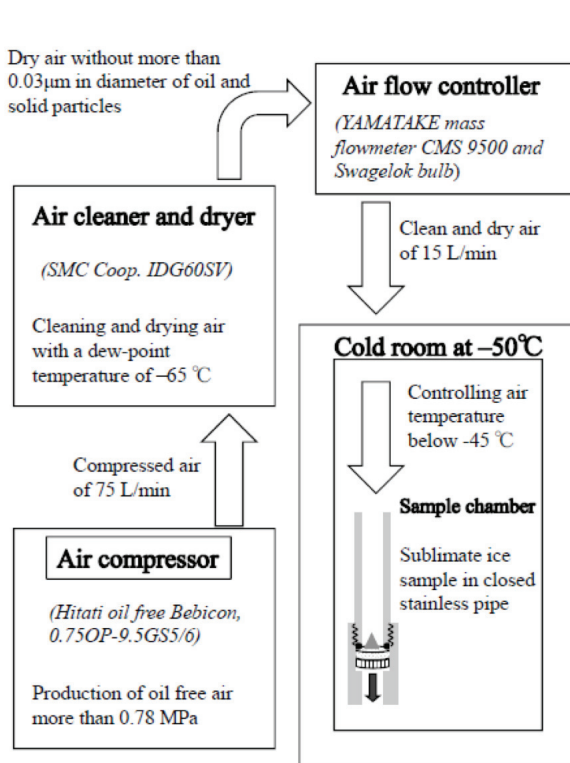 Dry air without more than
0.03μm in diameter of oil and
solid particles
Air flow controller
(YAMATAKE mass
flowmeter CMS 9500 and
Swagelok bulb)
Air cleaner and dryer
(SMC Coop. IDG60SV)
Cleaning and drying air
with a dew-point
temperature of –65 ℃
Clean and dry air
of 15 L/min
Cold room at –50℃
Controlling air
temperature
below -45 ℃
Compressed air
of 75 L/min
Sample chamber
Sublimate ice
sample in closed
stainless pipe
Air compressor
(Hitati oil free Bebicon,
0.75OP-9.5GS5/6)
Production of oil free air
more than 0.78 MPa